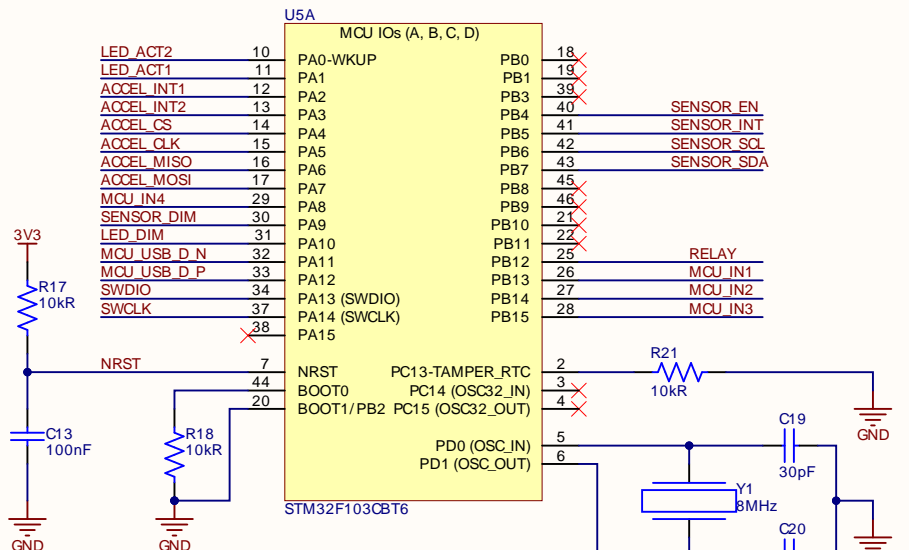 U5A
MCU IOs (A, B, C, D)
LED_ACT2 10 PA0-WKUP PB0 18
LED_ACT1 11 PA1 PB1 19
ACCEL_INT1 12 PA2 PB3 39
ACCEL_INT2 13 PA3 PB4 40 SENSOR_EN
ACCEL_CS 14 PA4 PB5 41 SENSOR_INT
ACCEL_CLK 15 PA5 PB6 42 SENSOR_SCL
ACCEL_MISO 16 PA6 PB7 43 SENSOR_SDA
ACCEL_MOSI 17 PA7 PB8 45
MCU_IN4 29 PA8 PB9 46
SENSOR_DIM 30 PA9 PB10 21
LED_DIM 31 PA10 PB11 22
MCU_USB_D_N 32 PA11 PB12 25 RELAY
MCU_USB_D_P 33 PA12 PB13 26 MCU_IN1
SWDIO 34 PA13 (SWDIO) PB14 27 MCU_IN2
SWCLK 37 PA14 (SWCLK) PB15 28 MCU_IN3
38 PA15
3V3
R17
10kR
NRST 7 NRST PC13-TAMPER_RTC 2
44 BOOT0 PC14 (OSC32_IN) 3
20 BOOT1/PB2 PC15 (OSC32_OUT) 4
R21
10kR
GND
PD0 (OSC_IN) 5
PD1 (OSC_OUT) 6
C13
100nF
GND
R18
10kR
GND
STM32F103CBT6
C19
30pF
Y1
8MHz
C20